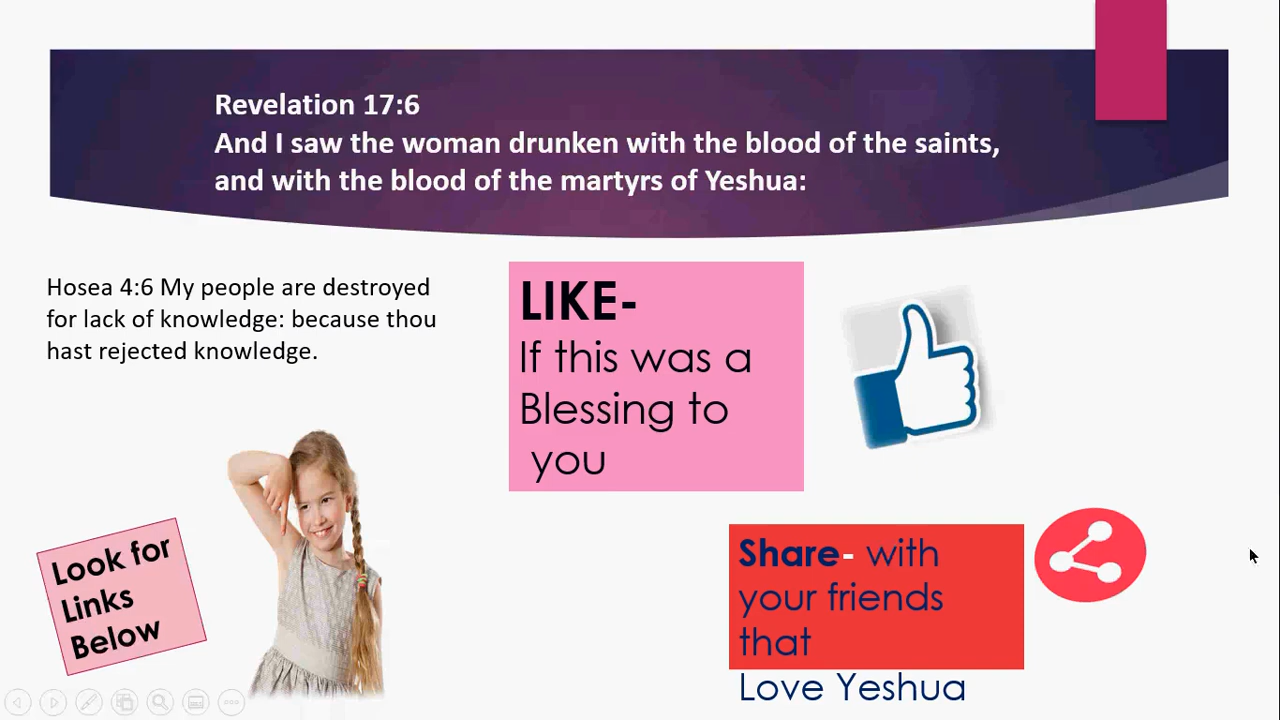 Revelation 17:6
And I saw the woman drunken with the blood of the saints,
and with the blood of the martyrs of Yeshua:
Hosea 4:6 My people are destroyed
for lack of knowledge: because thou
hast rejected knowledge.
LIKE-
If this was a
Blessing to
you
Look for
Links
Below
Share- with
your friends
that
Love Yeshua